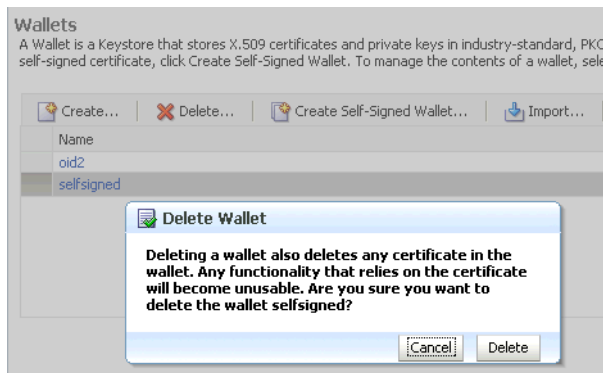 Wallets
A Wallet is a Keystore that stores X.509 certificates and private keys in industry-standard, PKC
self-signed certificate, click Create Self-Signed Wallet. To manage the contents of a wallet, sele
Create... Delete... Create Self-Signed Wallet... Import...
Name
oid2
selfsigned
Delete Wallet
Deleting a wallet also deletes any certificate in the
wallet. Any functionality that relies on the certificate
will become unusable. Are you sure you want to
delete the wallet selfsigned?
Cancel Delete